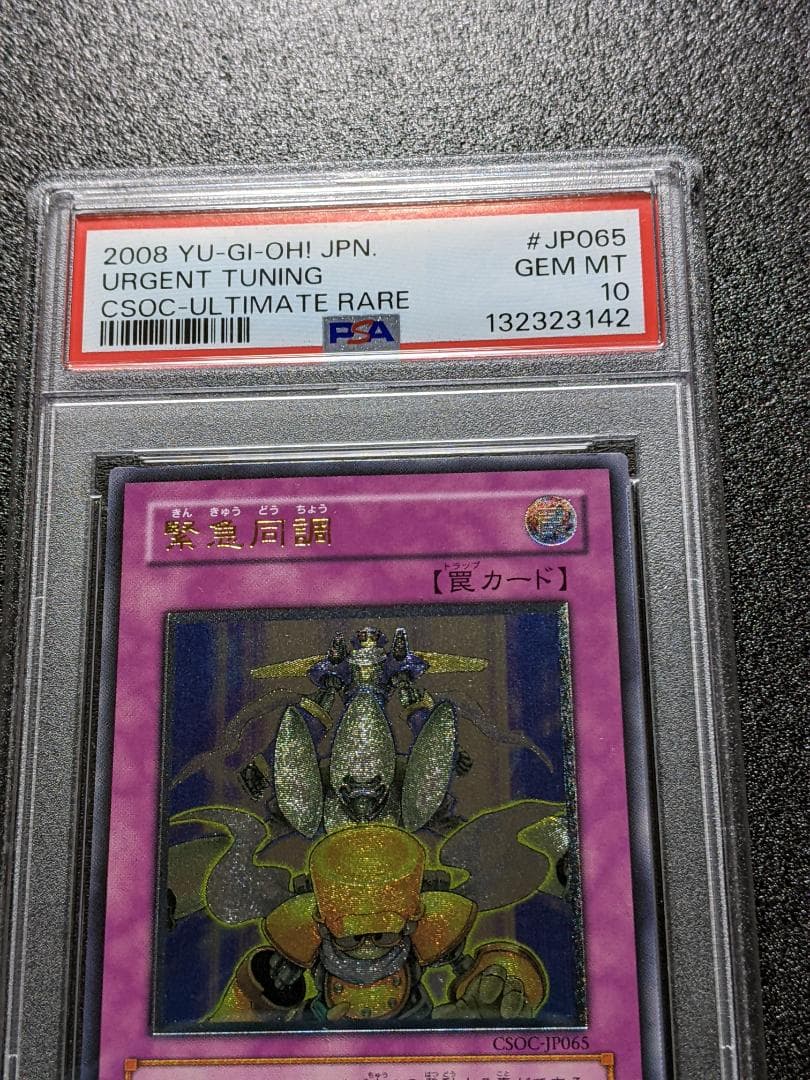 2008 YU-GI-OH! JPN.
#JP065
URGENT TUNING
GEM MT
CSOC-ULTIMATE RARE
10
PSA
132323142
きん きゅう どう ちょう
緊急同調
罠
トラップ
【罠カード】
CSOC-JP065